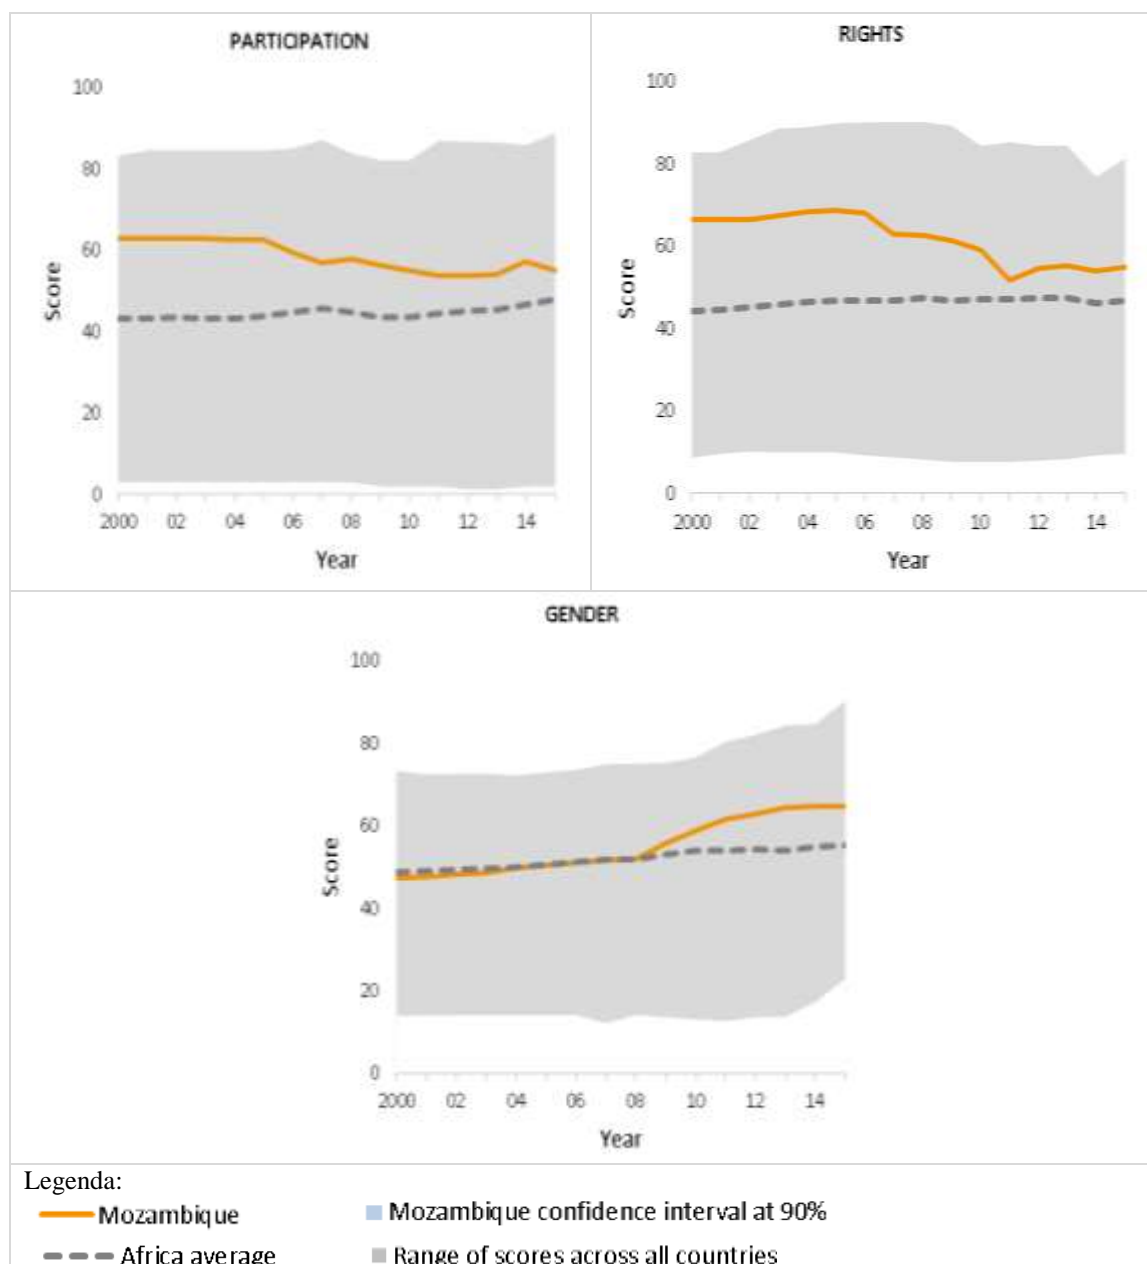 PARTICIPATION
100
80
60
40
20
0
Score
2000 02 04 06 08 10 12 14
Year
RIGHTS
100
80
60
40
20
0
Score
2000 02 04 06 08 10 12 14
Year
GENDER
100
80
60
40
20
0
Score
2000 02 04 06 08 10 12 14
Year
Legenda:
Mozambique
Mozambique confidence interval at 90%
Africa average
Range of scores across all countries